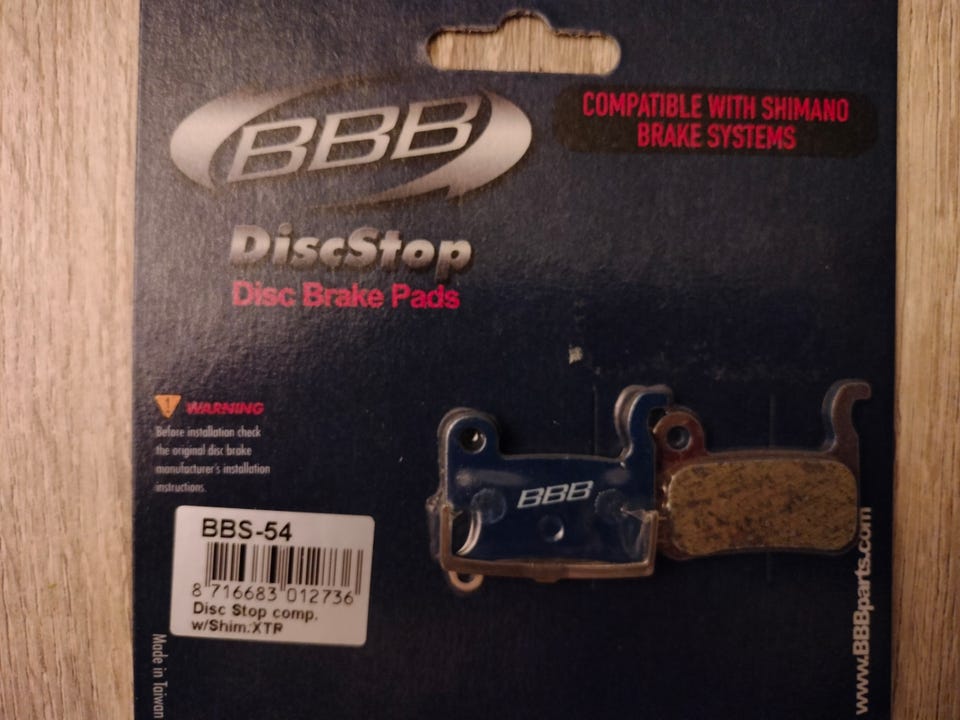 BBB
COMPATIBLE WITH SHIMANO
BRAKE SYSTEMS
DiscStop
Disc Brake Pads
! WARNING
Before installation check
the original disc brake
manufacturer's installation
instructions.
BBB
BBS-54
8 716683 012736
Disc Stop comp.
w/Shim.XTR
Made in Taiwan
www.BBBparts.com